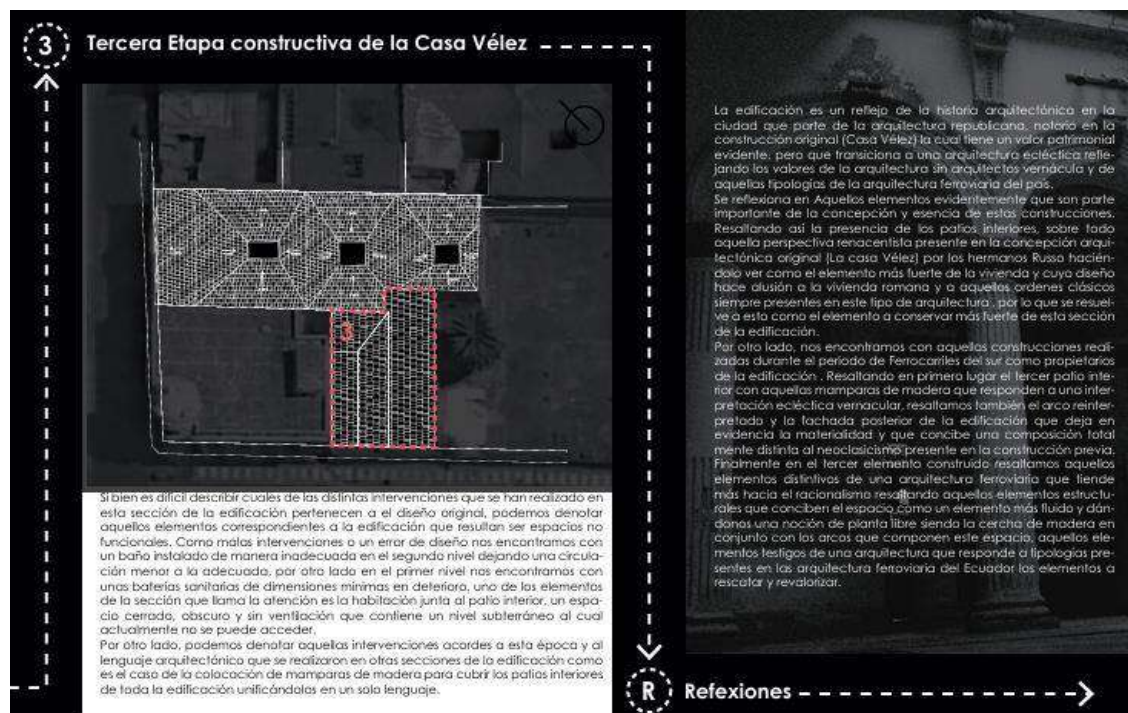 3 Tercera Etapa constructiva de la Casa Vélez
3
Si bien es difícil describir cuales de las distintas intervenciones que se han realizado en
esta sección de la edificación pertenecen a el diseño original, podemos denotar
aquellos elementos correspondientes a la edificación que resultan ser espacios no
funcionales. Como malas intervenciones o un error de diseño nos encontramos con
un baño instalado de manera inadecuada en el segundo nivel dejando una circula-
ción menor a la adecuada, por otro lado en el primer nivel nos encontramos con
unas baterías sanitarias de dimensiones mínimas en deterioro, uno de los elementos
de la sección que llama la atención es la habitación junta al patio interior, un espa-
cio cerrado, obscuro y sin ventilación que contiene un nivel subterráneo al cual
actualmente no se puede acceder.
Por otro lado, podemos denotar aquellas intervenciones acordes a esta época y al
lenguaje arquitectónico que se realizaron en otras secciones de la edificación como
es el caso de la colocación de mamparas de madera para cubrir los patios interiores
de toda la edificación unificándolas en un solo lenguaje.
La edificación es un reflejo de la historia arquitectónica en la
ciudad que parte de la arquitectura republicana, notorio en la
construcción original (Casa Vélez) la cual tiene un valor patrimonial
evidente, pero que transiciona a una arquitectura ecléctica refle-
jando los valores de la arquitectura sin arquitectos vernácula y de
aquellas tipologías de la arquitectura ferroviaria del país.
Se reflexiona en Aquellos elementos evidentemente que son parte
importante de la concepción y esencia de estas construcciones.
Resaltando así la presencia de los patios interiores, sobre todo
aquella perspectiva renacentista presente en la concepción arqui-
tectónica original (La casa Vélez) por los hermanos Russo hacién-
dolo ver como el elemento más fuerte de la vivienda y cuyo diseño
hace alusión a la vivienda romana y a aquellos ordenes clásicos
siempre presentes en este tipo de arquitectura , por lo que se resuel-
ve a esto como el elemento a conservar más fuerte de esta sección
de la edificación.
Por otro lado, nos encontramos con aquellas construcciones reali-
zadas durante el periodo de Ferrocarriles del sur como propietarios
de la edificación . Resaltando en primero lugar el tercer patio inte-
rior con aquellas mamparas de madera que responden a una inter-
pretación ecléctica vernacular, resaltamos también el arco reinter-
pretado y la fachada posterior de la edificación que deja en
evidencia la materialidad y que concibe una composición total
mente distinta al neoclasicismo presente en la construcción previa.
Finalmente en el tercer elemento construido resaltamos aquellos
elementos distintivos de una arquitectura ferroviaria que tiende
más hacia el racionalismo resaltando aquellos elementos estructu-
rales que conciben el espacio como un elemento más fluido y dán-
donos una noción de planta libre siendo la cercha de madera en
conjunto con los arcos que componen este espacio, aquellos ele-
mentos testigos de una arquitectura que responde a tipologías pre-
sentes en las arquitectura ferroviaria del Ecuador los elementos a
rescatar y revalorizar.
R Refexiones